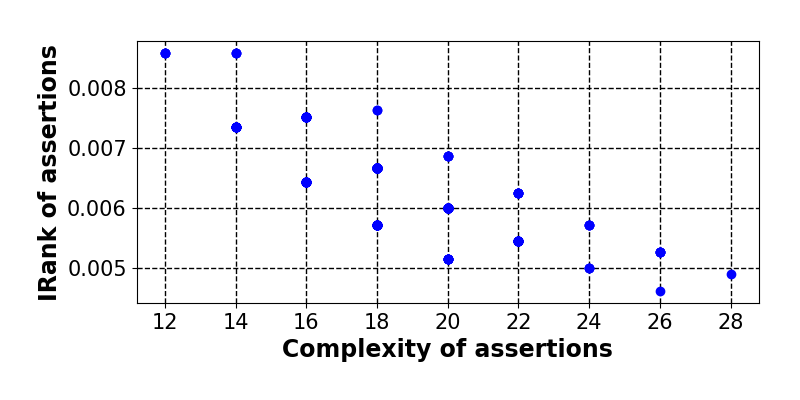 IRank of assertions
0.008
0.007
0.006
0.005
12 14 16 18 20 22 24 26 28
Complexity of assertions